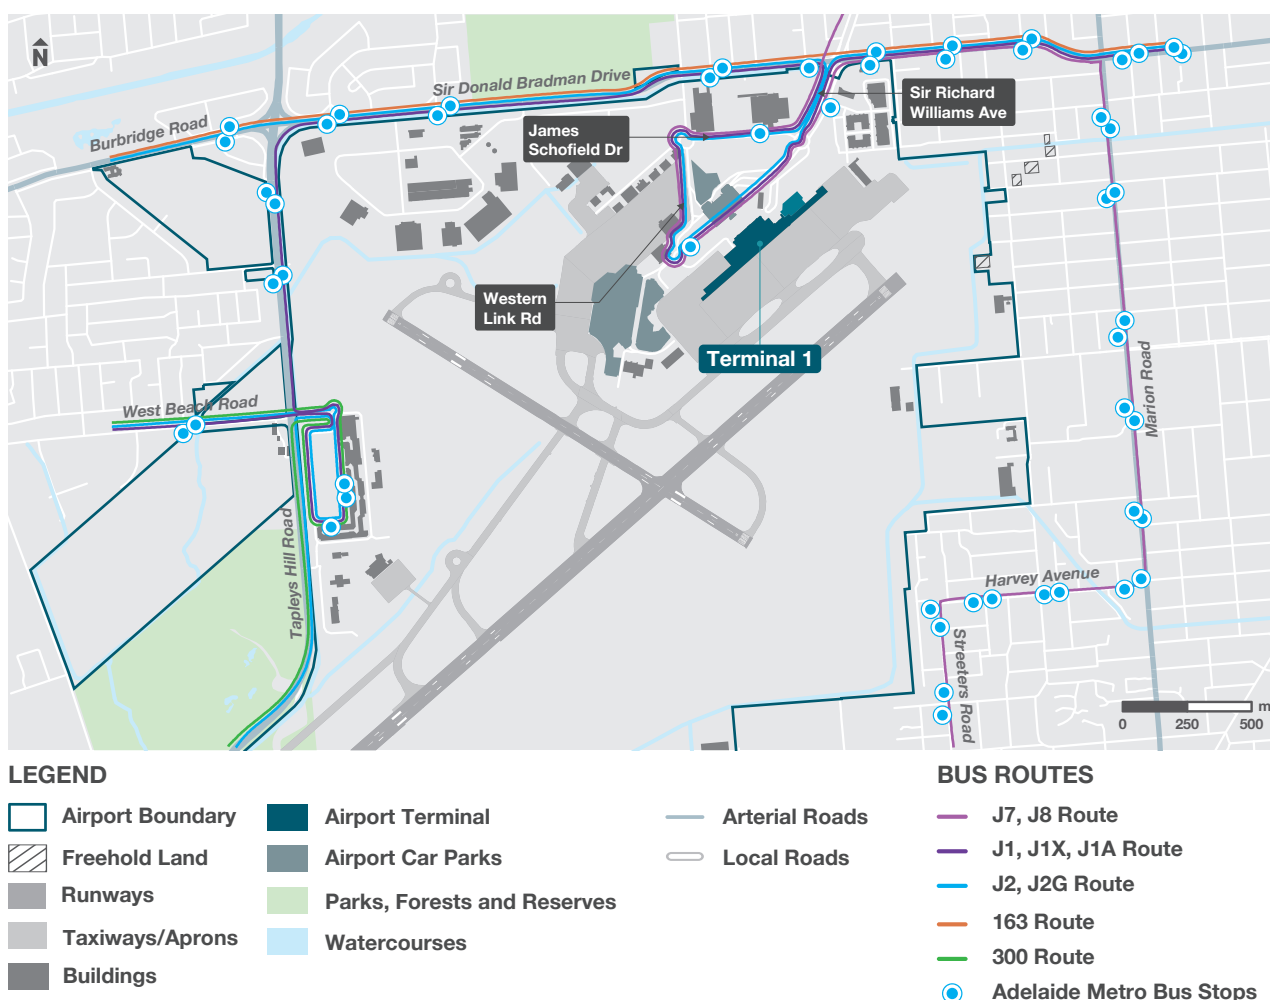 N
Sir Donald Bradman Drive
Burbridge Road
James
Schofield Dr
Sir Richard
Williams Ave
Western
Link Rd
Terminal 1
West Beach Road
Marion Road
Tapleys Hill Road
Harvey Avenue
Streeters Road
m
0 250 500
LEGEND
Airport Boundary
Freehold Land
Runways
Taxiways/Aprons
Buildings
Airport Terminal
Airport Car Parks
Parks, Forests and Reserves
Watercourses
Arterial Roads
Local Roads
BUS ROUTES
J7, J8 Route
J1, J1X, J1A Route
J2, J2G Route
163 Route
300 Route
Adelaide Metro Bus Stops